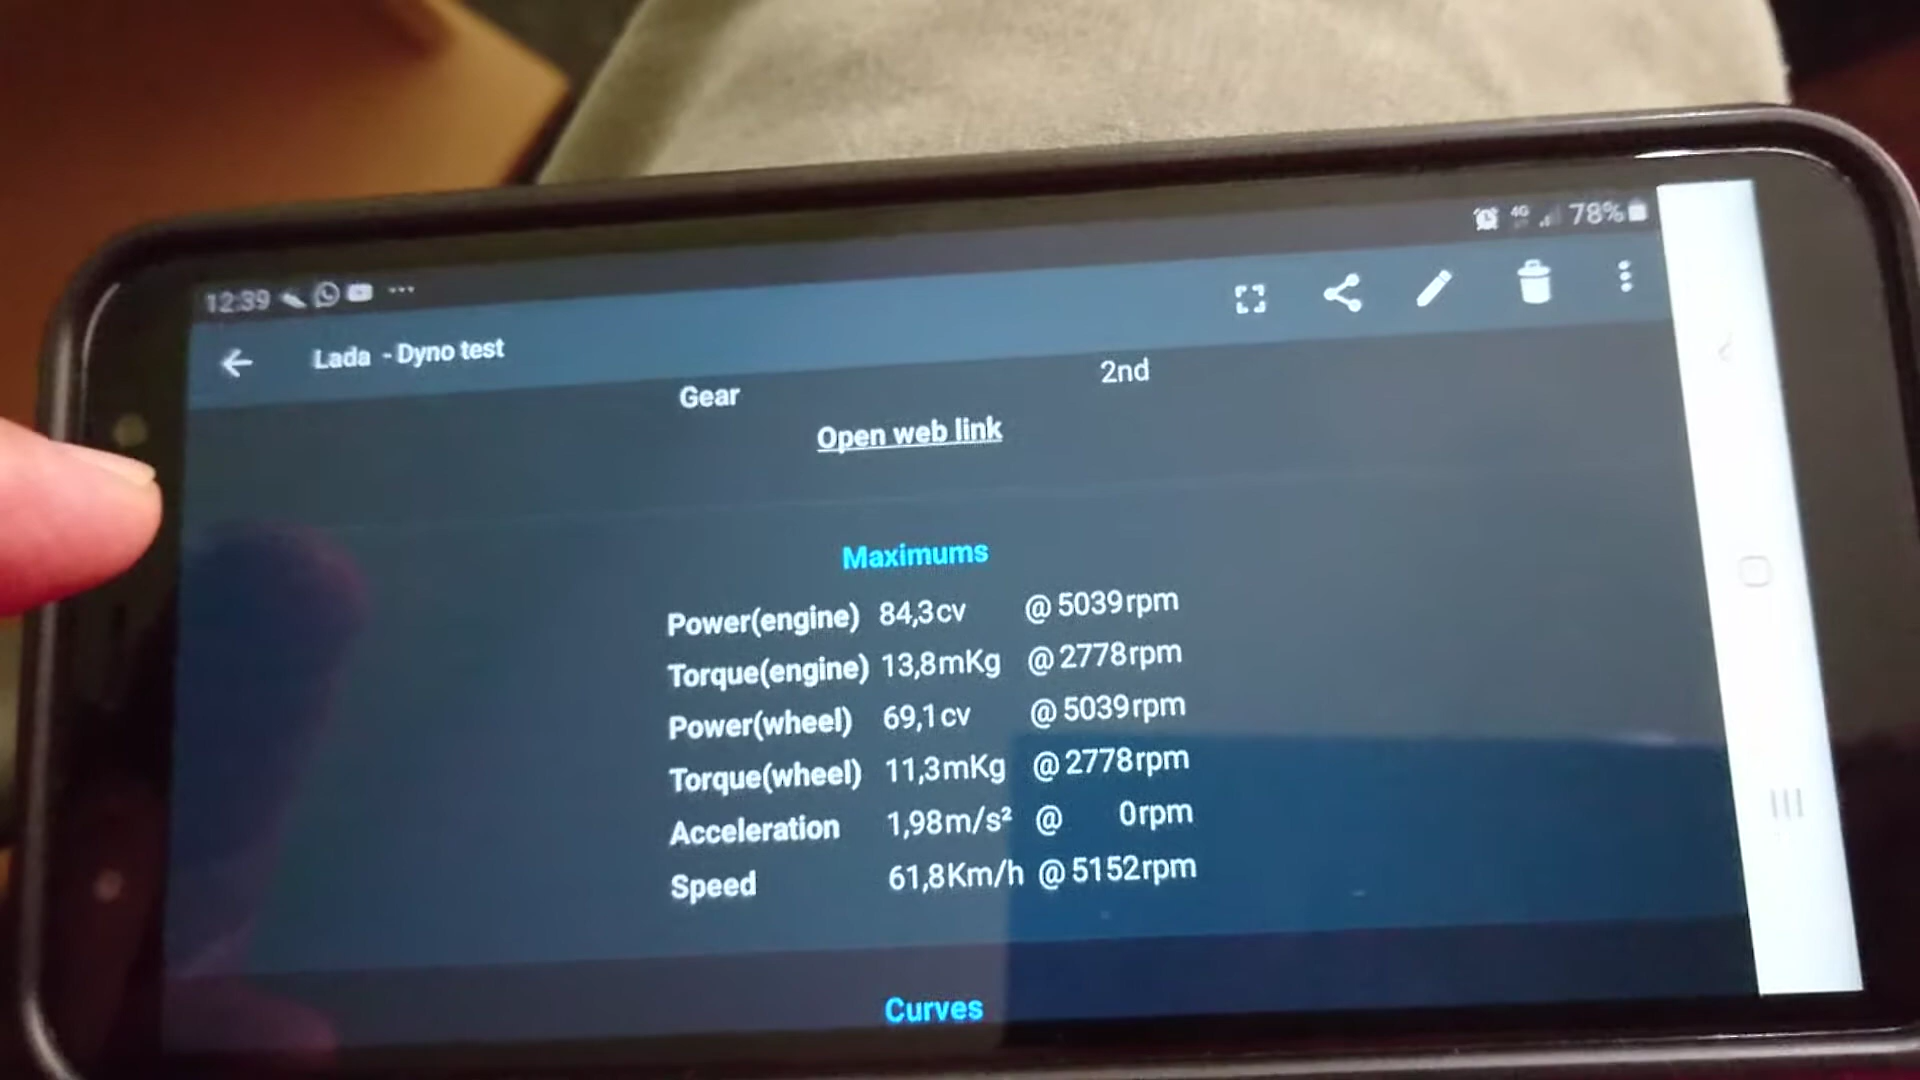 12:39 ... 4G 78%
Lada - Dyno test
Gear 2nd
Open web link
Maximums
Power(engine) 84,3cv @ 5039rpm
Torque(engine) 13,8mKg @ 2778rpm
Power(wheel) 69,1cv @ 5039rpm
Torque(wheel) 11,3mKg @ 2778rpm
Acceleration 1,98m/s² @ 0rpm
Speed 61,8Km/h @ 5152rpm
Curves